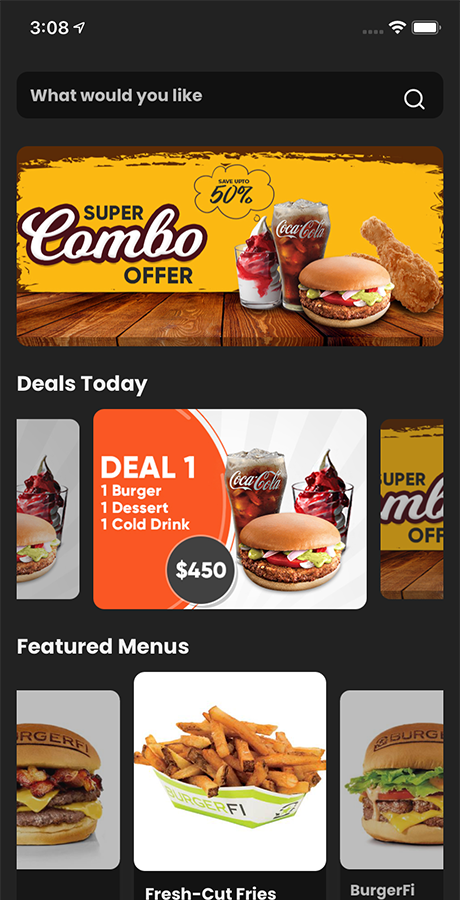 3:08
What would you like
SAVE UPTO
50%
SUPER
Combo
OFFER
Coca-Cola
Deals Today
DEAL 1
1 Burger
1 Dessert
1 Cold Drink
$450
Coca-Cola
SUPER
OFF
Featured Menus
BURGERFI
BURGERFI
BURGE
Fresh-Cut Fries
BurgerFi